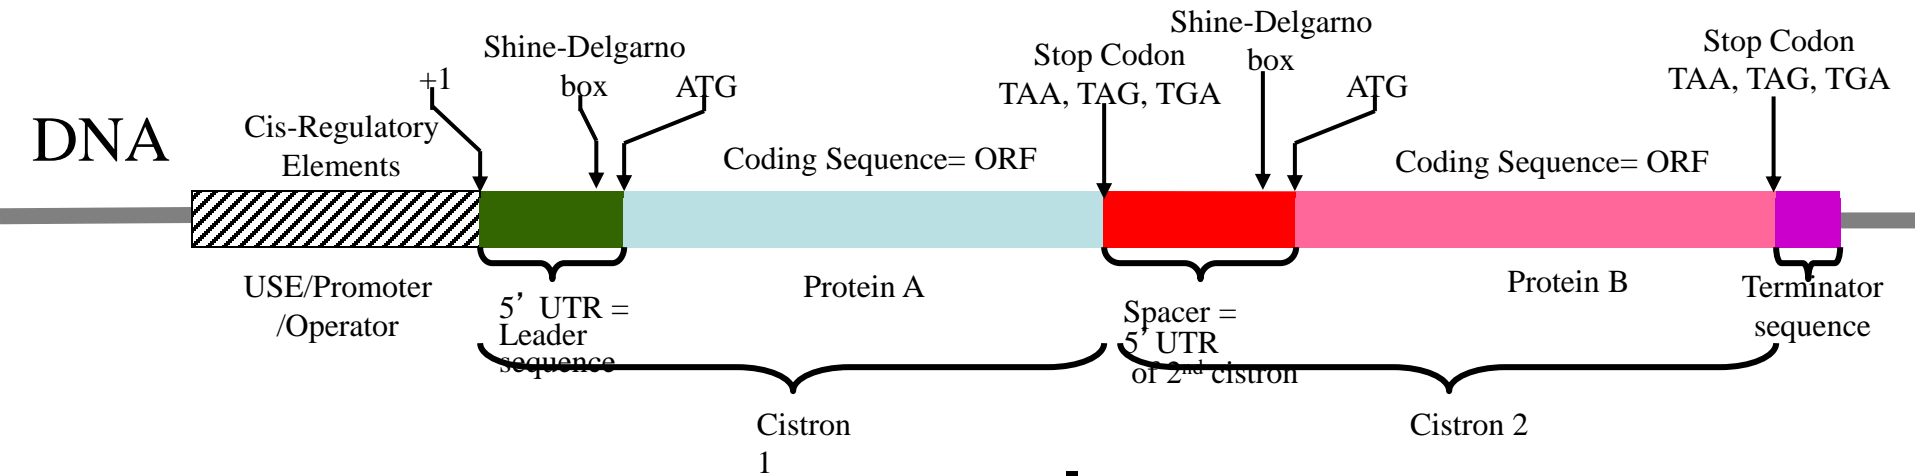 Shine-Delgarno
box
Shine-Delgarno
box
Stop Codon
TAA, TAG, TGA
Stop Codon
TAA, TAG, TGA
+1
ATG
ATG
DNA
Cis-Regulatory
Elements
Coding Sequence= ORF
Coding Sequence= ORF
USE/Promoter
/Operator
5’ UTR =
Leader
sequence
Protein A
Spacer =
5’ UTR
of 2nd cistron
Protein B
Terminator
sequence
Cistron
1
Cistron 2